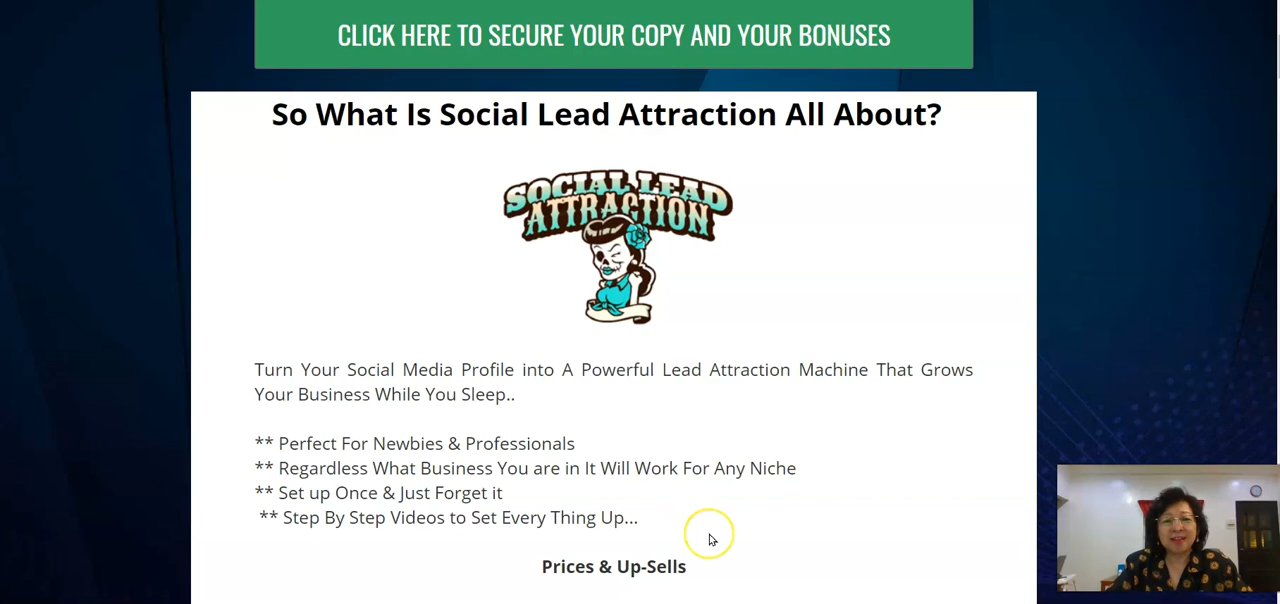 CLICK HERE TO SECURE YOUR COPY AND YOUR BONUSES
So What Is Social Lead Attraction All About?
SOCIAL LEAD
ATTRACTION
Turn Your Social Media Profile into A Powerful Lead Attraction Machine That Grows
Your Business While You Sleep..
** Perfect For Newbies & Professionals
** Regardless What Business You are in It Will Work For Any Niche
** Set up Once & Just Forget it
** Step By Step Videos to Set Every Thing Up...
Prices & Up-Sells